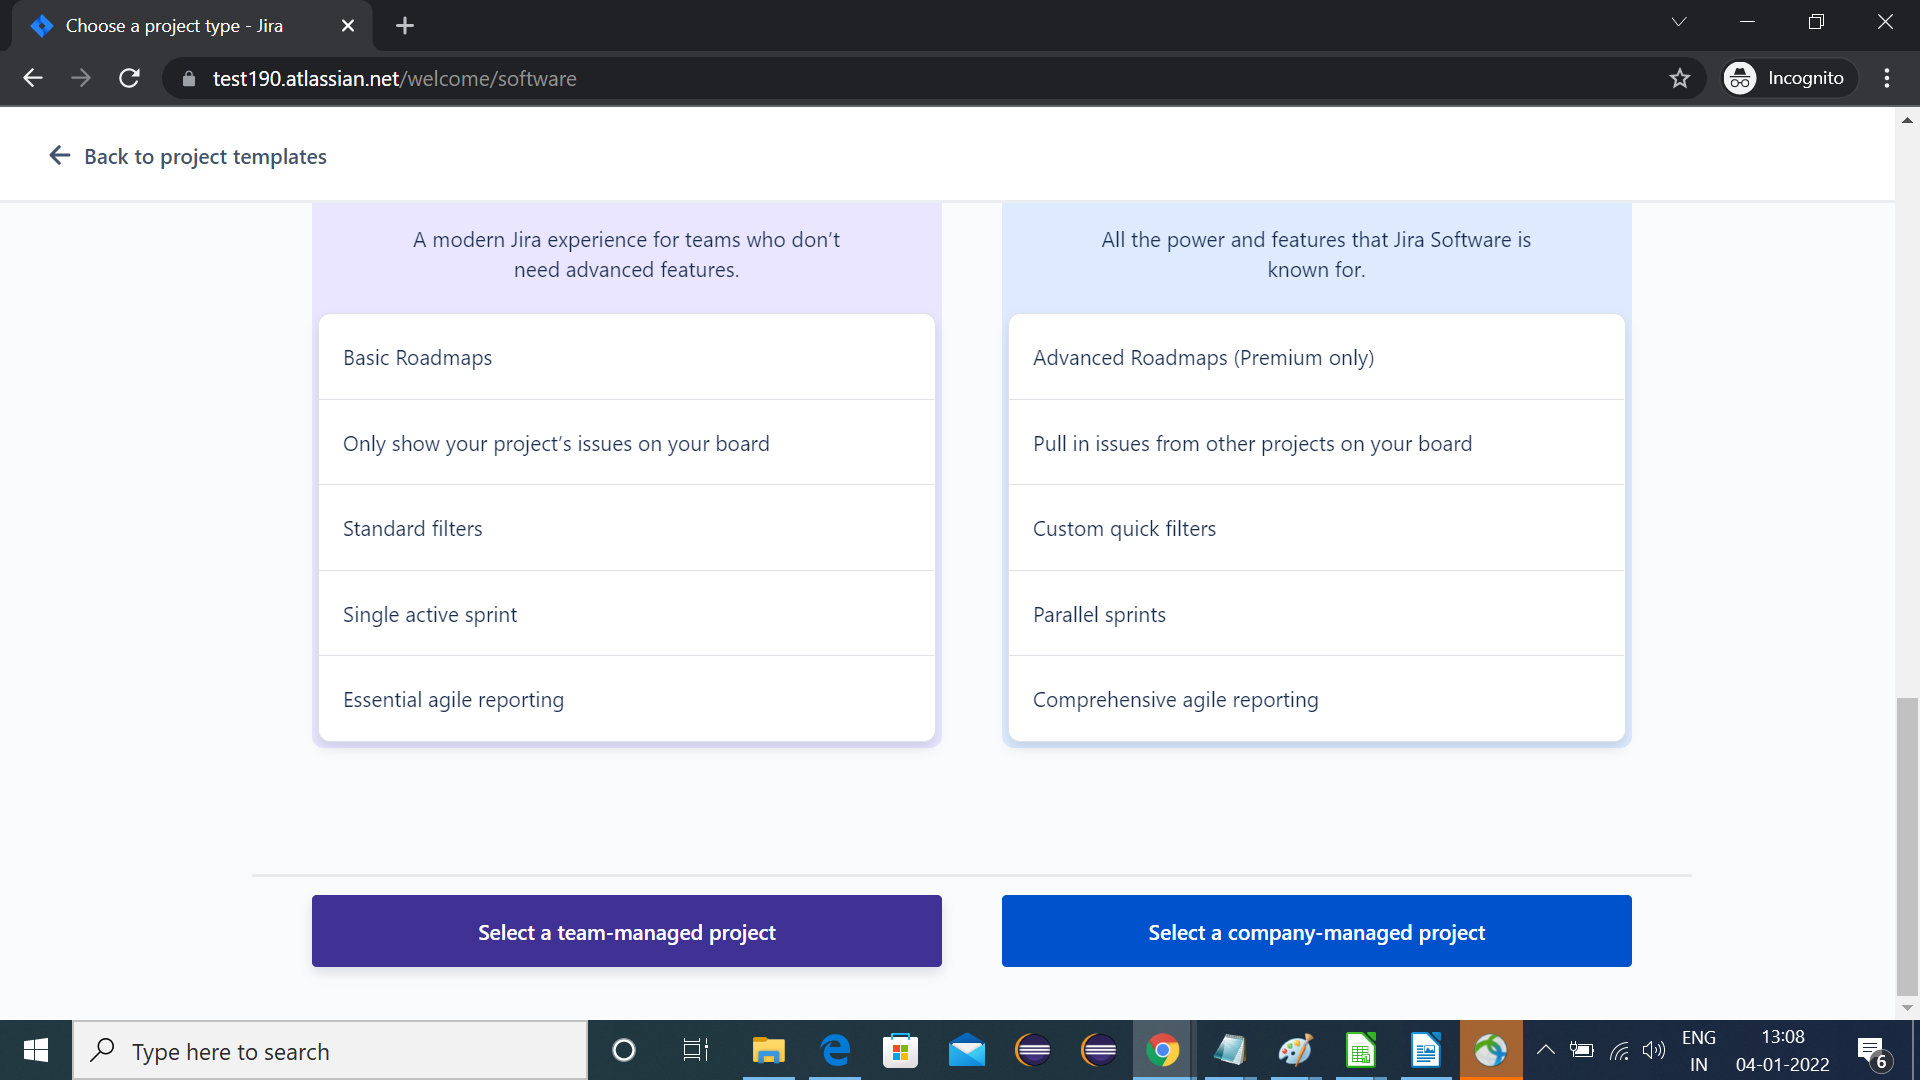 Choose a project type - Jira
test190.atlassian.net/welcome/software
Incognito
Back to project templates
A modern Jira experience for teams who don’t
need advanced features.
Basic Roadmaps
Only show your project’s issues on your board
Standard filters
Single active sprint
Essential agile reporting
All the power and features that Jira Software is
known for.
Advanced Roadmaps (Premium only)
Pull in issues from other projects on your board
Custom quick filters
Parallel sprints
Comprehensive agile reporting
Select a team-managed project
Select a company-managed project
Type here to search
ENG
IN
13:08
04-01-2022
6